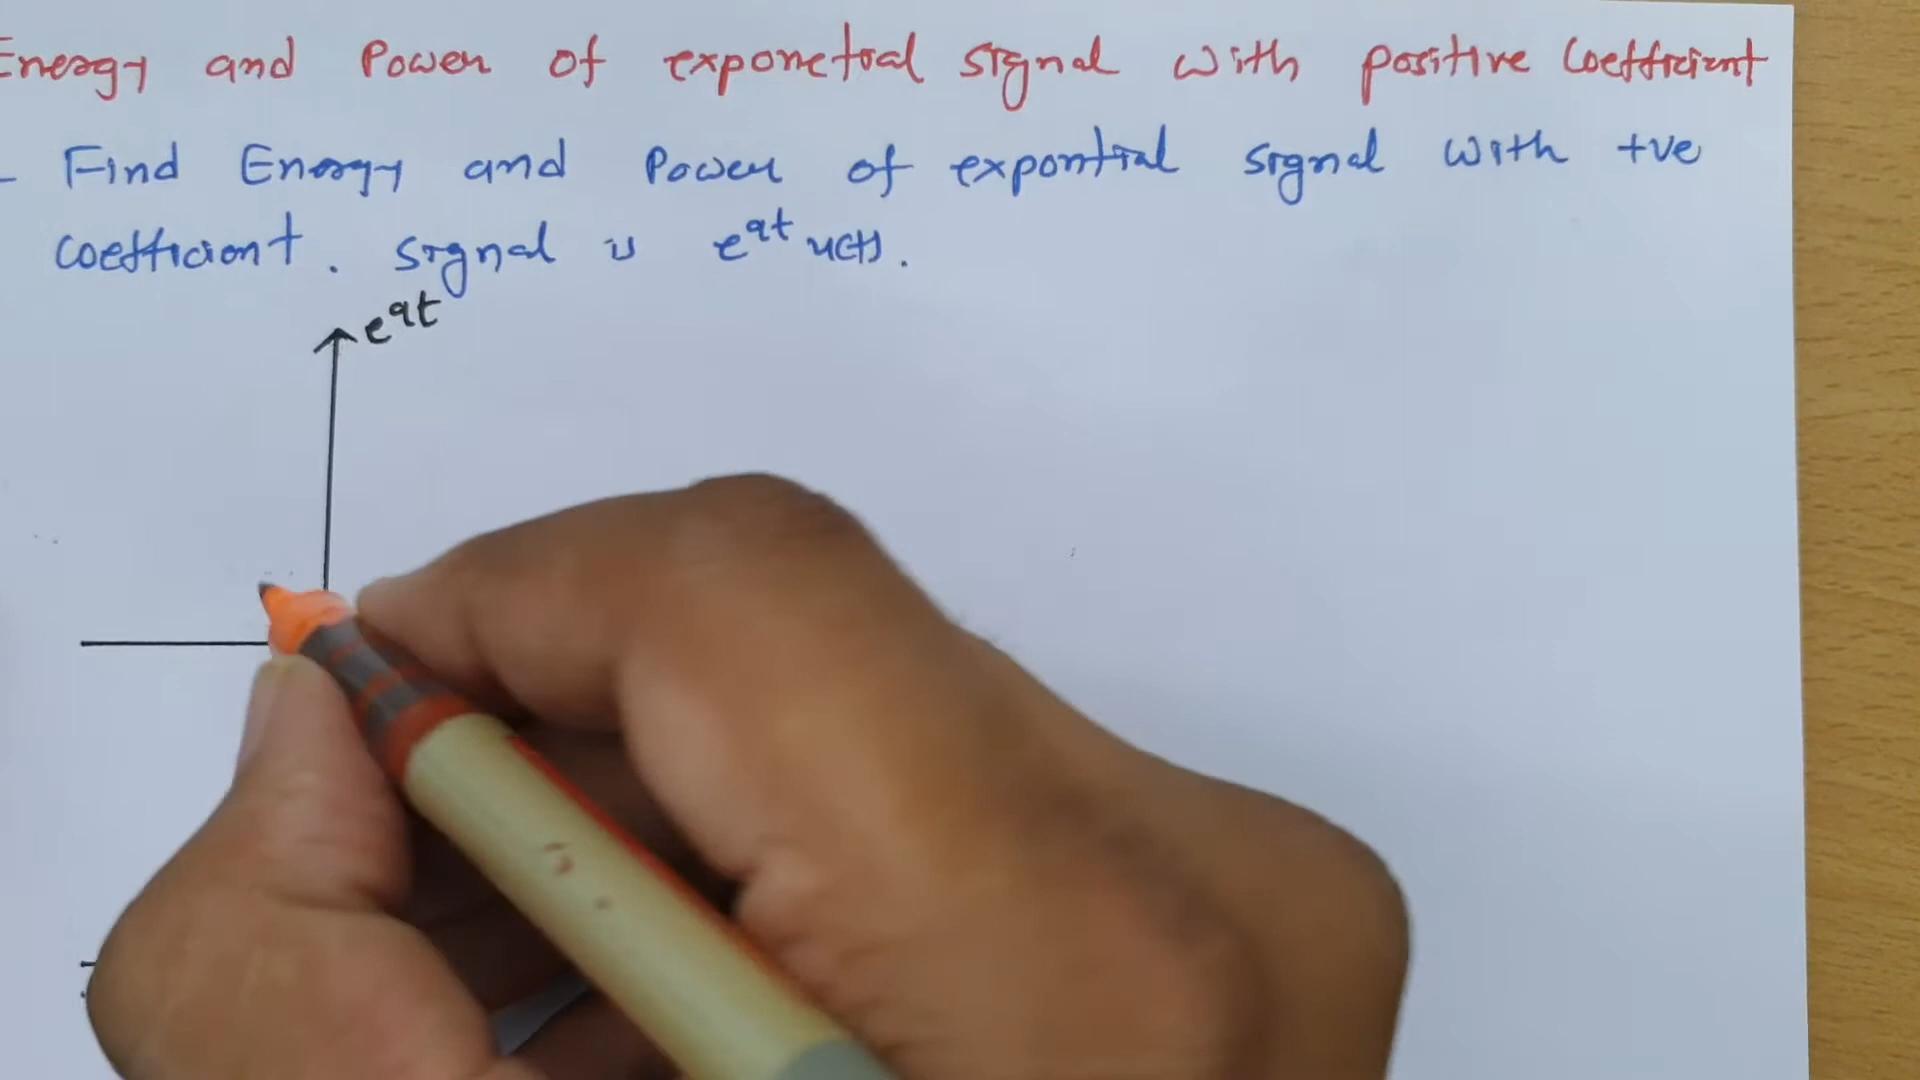 Energy and Power of exponetial signal with positive coefficient
- Find Energy and Power of expontial signal with +ve
coefficient. signal is e^at u(t).
e^at